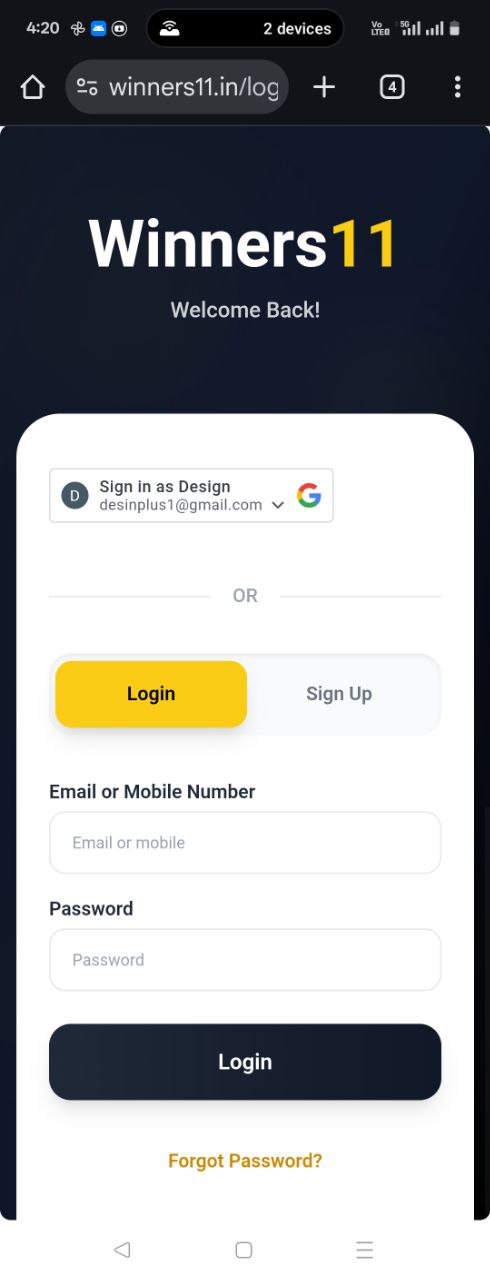 4:20
2 devices
Vo
LTE
5G
winners11.in/log
4
Winners11
Welcome Back!
D
Sign in as Design
desinplus1@gmail.com
OR
Login
Sign Up
Email or Mobile Number
Email or mobile
Password
Password
Login
Forgot Password?